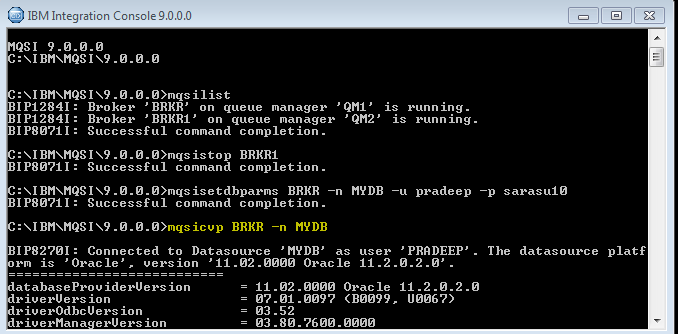 IBM Integration Console 9.0.0.0
MQSI 9.0.0.0
C:\IBM\MQSI\9.0.0.0
C:\IBM\MQSI\9.0.0.0>mqsilist
BIP1284I: Broker 'BRKR' on queue manager 'QM1' is running.
BIP1284I: Broker 'BRKR1' on queue manager 'QM2' is running.
BIP8071I: Successful command completion.
C:\IBM\MQSI\9.0.0.0>mqsistop BRKR1
BIP8071I: Successful command completion.
C:\IBM\MQSI\9.0.0.0>mqsisetdbparms BRKR -n MYDB -u pradeep -p sarasu10
BIP8071I: Successful command completion.
C:\IBM\MQSI\9.0.0.0>mqsicvp BRKR -n MYDB
BIP8270I: Connected to Datasource 'MYDB' as user 'PRADEEP'. The datasource platf
orm is 'Oracle', version '11.02.0000 Oracle 11.2.0.2.0'.
===========================
databaseProviderVersion = 11.02.0000 Oracle 11.2.0.2.0
driverVersion = 07.01.0097 (B0099, U0067)
driverOdbcVersion = 03.52
driverManagerVersion = 03.80.7600.0000